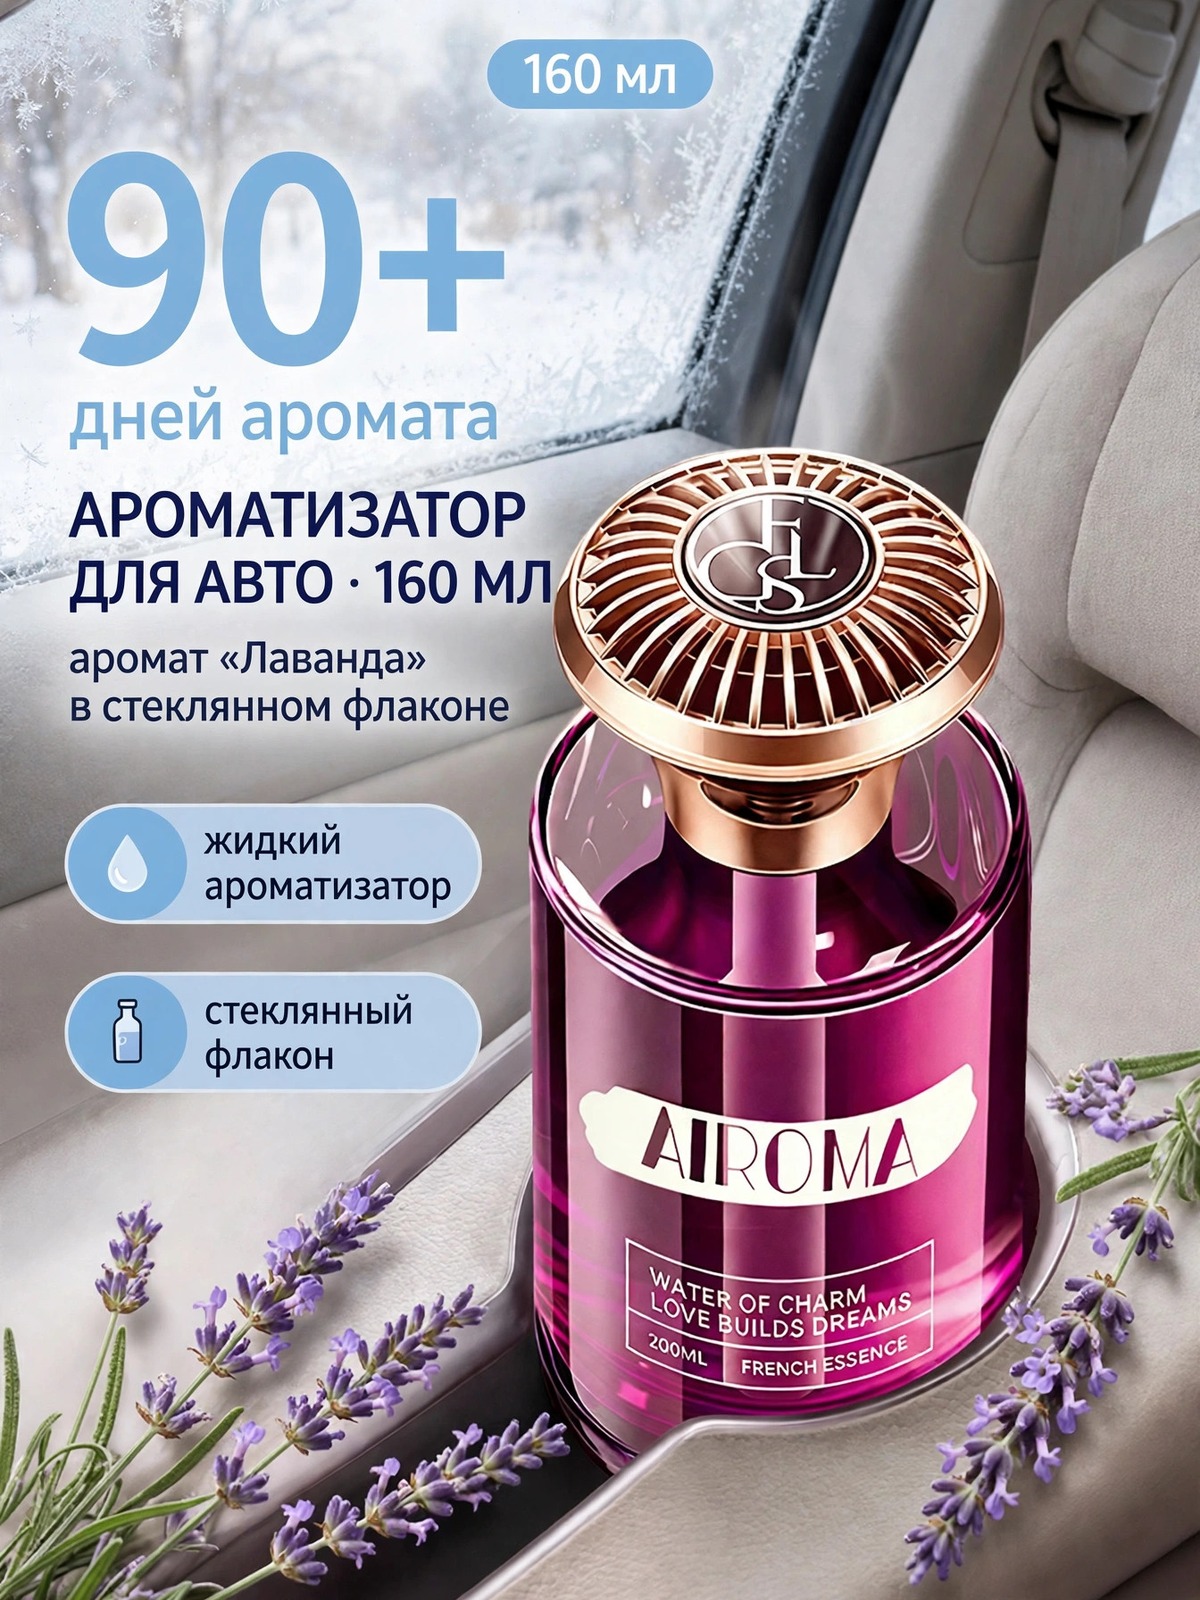 160 мл
90+
дней аромата
АРОМАТИЗАТОР
ДЛЯ АВТО · 160 МЛ
аромат «Лаванда»
в стеклянном флаконе
жидкий
ароматизатор
стеклянный
флакон
AIROMA
WATER OF CHARM
LOVE BUILDS DREAMS
200ML FRENCH ESSENCE